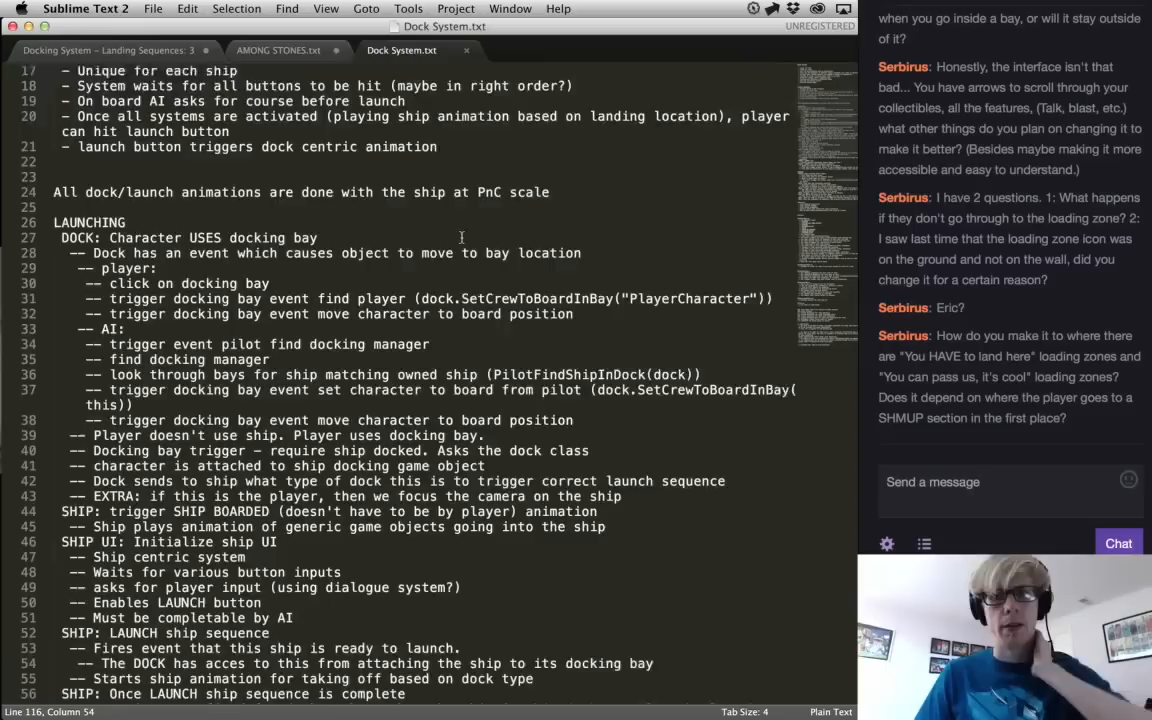 Sublime Text 2 File Edit Selection Find View Goto Tools Project Window Help
Dock System.txt
UNREGISTERED
Docking System – Landing Sequences: 3
AMONG STONES.txt
Dock System.txt
17 - Unique for each ship
18 - System waits for all buttons to be hit (maybe in right order?)
19 - On board AI asks for course before launch
20 - Once all systems are activated (playing ship animation based on landing location), player
can hit launch button
21 - launch button triggers dock centric animation
22
23
24 All dock/launch animations are done with the ship at PnC scale
25
26 LAUNCHING
27 DOCK: Character USES docking bay
28 -- Dock has an event which causes object to move to bay location
29 -- player:
30 -- click on docking bay
31 -- trigger docking bay event find player (dock.SetCrewToBoardInBay("PlayerCharacter"))
32 -- trigger docking bay event move character to board position
33 -- AI:
34 -- trigger event pilot find docking manager
35 -- find docking manager
36 -- look through bays for ship matching owned ship (PilotFindShipInDock(dock))
37 -- trigger docking bay event set character to board from pilot (dock.SetCrewToBoardInBay(
this))
38 -- trigger docking bay event move character to board position
39 -- Player doesn't use ship. Player uses docking bay.
40 -- Docking bay trigger - require ship docked. Asks the dock class
41 -- character is attached to ship docking game object
42 -- Dock sends to ship what type of dock this is to trigger correct launch sequence
43 -- EXTRA: if this is the player, then we focus the camera on the ship
44 SHIP: trigger SHIP BOARDED (doesn't have to be by player) animation
45 -- Ship plays animation of generic game objects going into the ship
46 SHIP UI: Initialize ship UI
47 -- Ship centric system
48 -- Waits for various button inputs
49 -- asks for player input (using dialogue system?)
50 -- Enables LAUNCH button
51 -- Must be completable by AI
52 SHIP: LAUNCH ship sequence
53 -- Fires event that this ship is ready to launch.
54 -- The DOCK has acces to this from attaching the ship to its docking bay
55 -- Starts ship animation for taking off based on dock type
56 SHIP: Once LAUNCH ship sequence is complete
Line 116, Column 54
Tab Size: 4
Plain Text
when you go inside a bay, or will it stay outside
of it?
Serbirus: Honestly, the interface isn't that
bad... You have arrows to scroll through your
collectibles, all the features, (Talk, blast, etc.)
what other things do you plan on changing it to
make it better? (Besides maybe making it more
accessible and easy to understand.)
Serbirus: I have 2 questions. 1: What happens
if they don't go through to the loading zone? 2:
I saw last time that the loading zone icon was
on the ground and not on the wall, did you
change it for a certain reason?
Serbirus: Eric?
Serbirus: How do you make it to where there
are "You HAVE to land here" loading zones and
"You can pass us, it's cool" loading zones?
Does it depend on where the player goes to a
SHMUP section in the first place?
Send a message
Chat